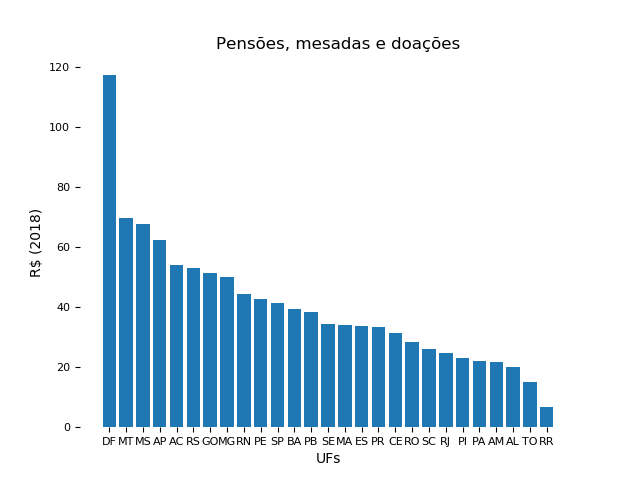 Pensões, mesadas e doações
120
100
80
60
40
20
0
R$ (2018)
DF MT MS AP AC RS GO MG RN PE SP BA PB SE MA ES PR CE RO SC RJ PI PA AM AL TO RR
UFs